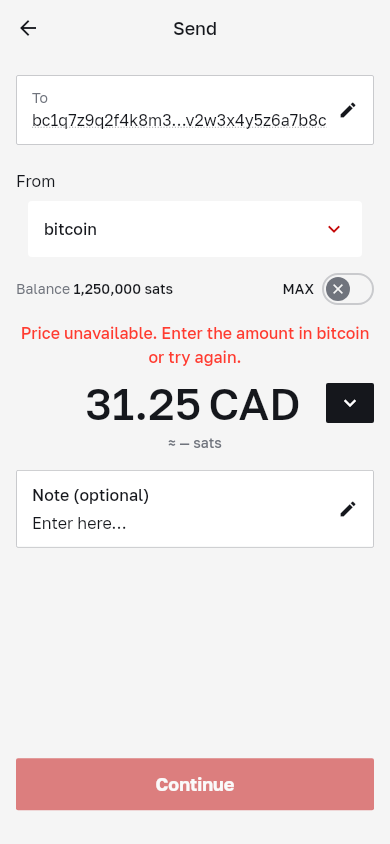 Send
To
bc1q7z9q2f4k8m3...v2w3x4y5z6a7b8c
From
bitcoin
Balance 1,250,000 sats MAX
Price unavailable. Enter the amount in bitcoin
or try again.
31.25 CAD
≈ — sats
Note (optional)
Enter here...
Continue